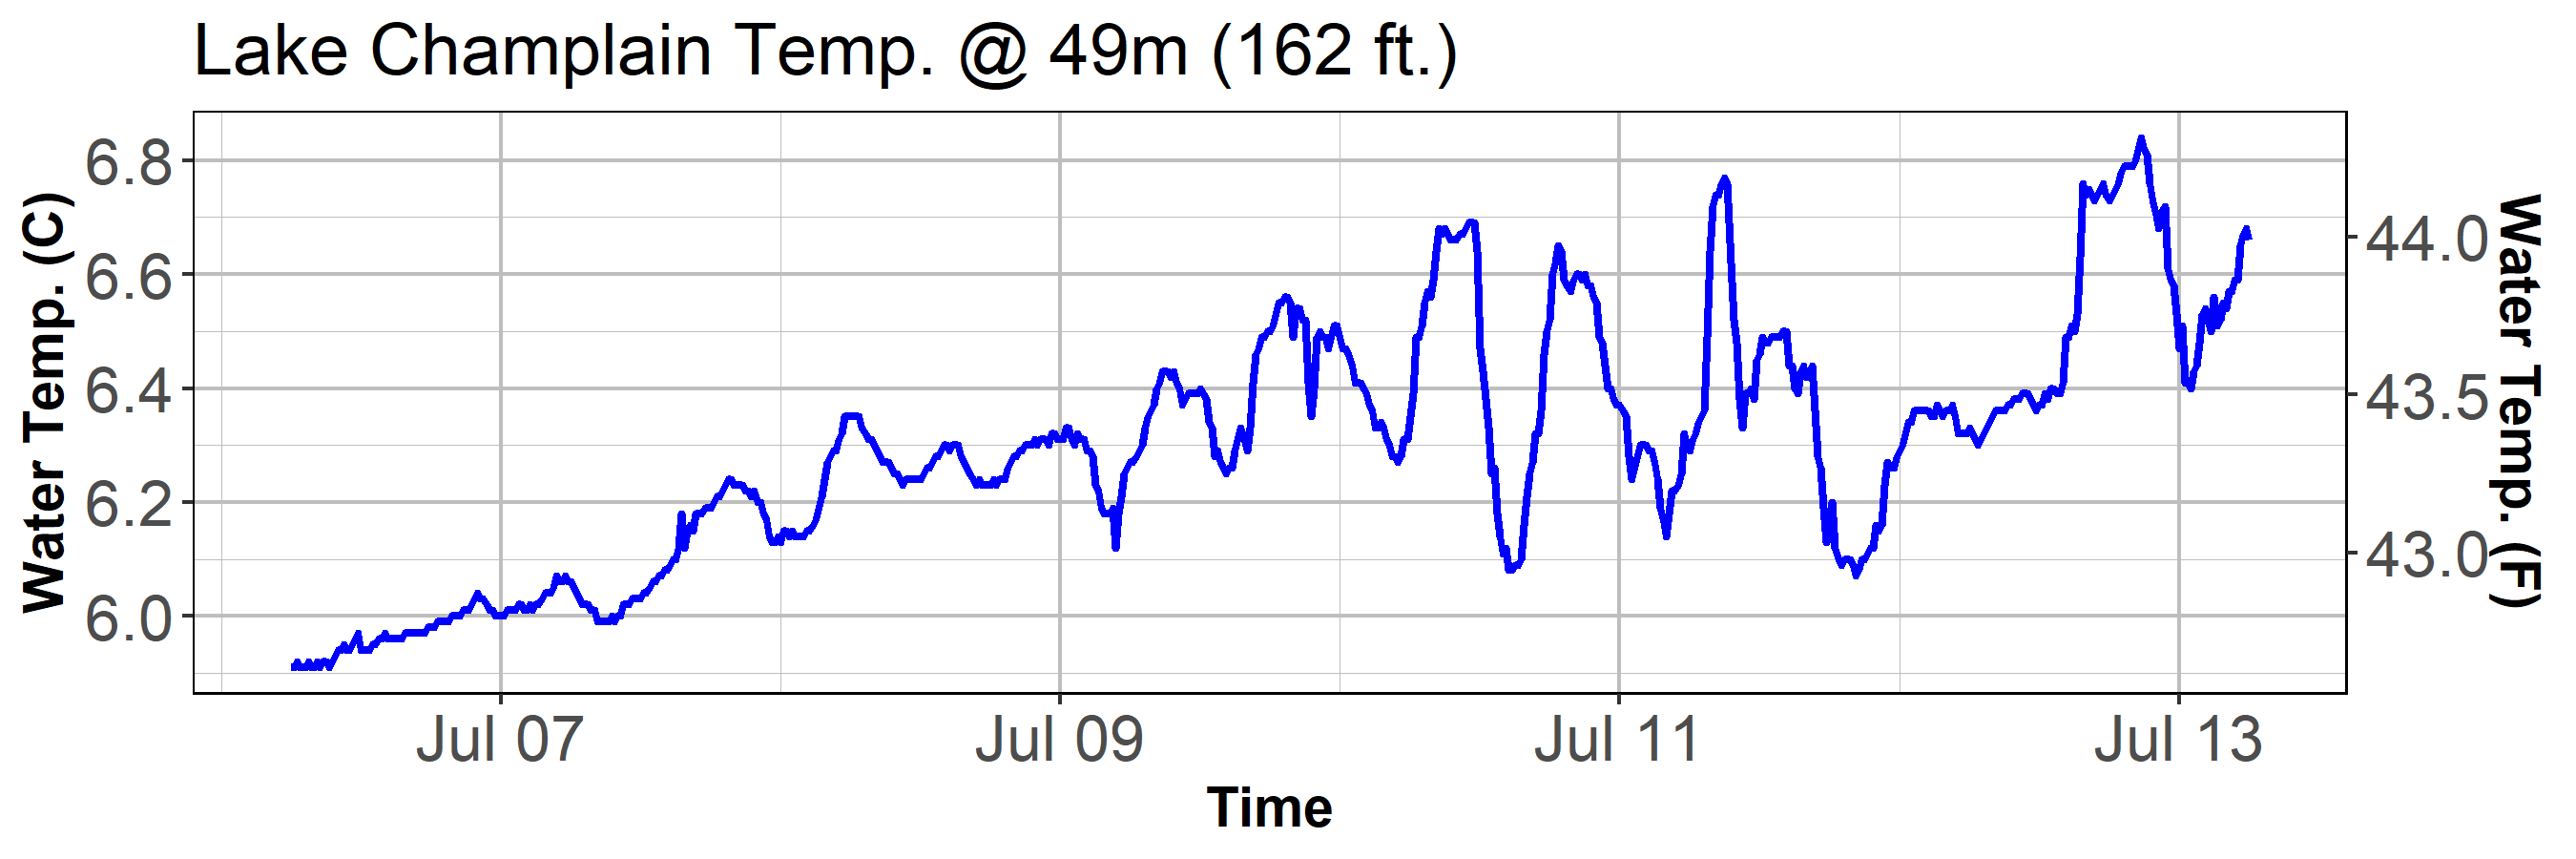 Lake Champlain Temp. @ 49m (162 ft.)
Water Temp. (C)
6.8
6.6
6.4
6.2
6.0
44.0
43.5
43.0
Water Temp. (F)
Jul 07
Jul 09
Jul 11
Jul 13
Time